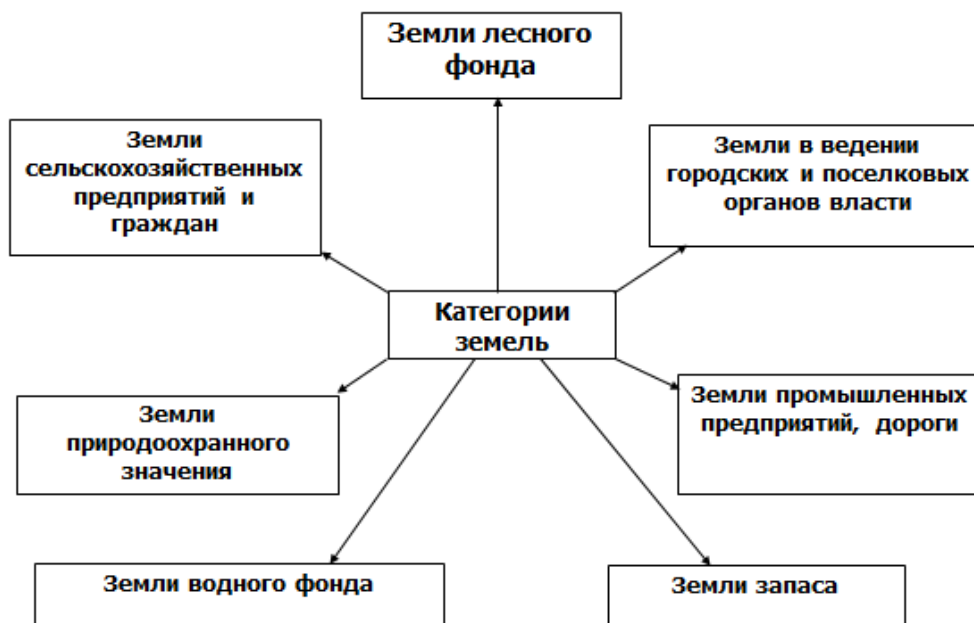 Земли лесного
фонда
Земли
сельскохозяйственных
предприятий и
граждан
Земли в ведении
городских и поселковых
органов власти
Категории
земель
Земли
природоохранного
значения
Земли промышленных
предприятий, дороги
Земли водного фонда
Земли запаса